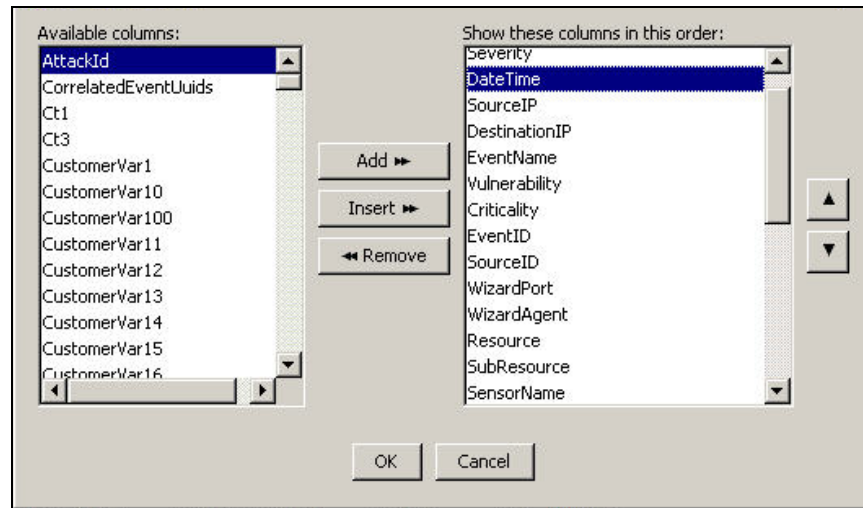 Available columns:
AttackId
CorrelatedEventUuids
Ct1
Ct3
CustomerVar1
CustomerVar10
CustomerVar100
CustomerVar11
CustomerVar12
CustomerVar13
CustomerVar14
CustomerVar15
CustomerVar16
Add
Insert
Remove
Show these columns in this order:
Severity
DateTime
SourceIP
DestinationIP
EventName
Vulnerability
Criticality
EventID
SourceID
WizardPort
WizardAgent
Resource
SubResource
SensorName
OK
Cancel